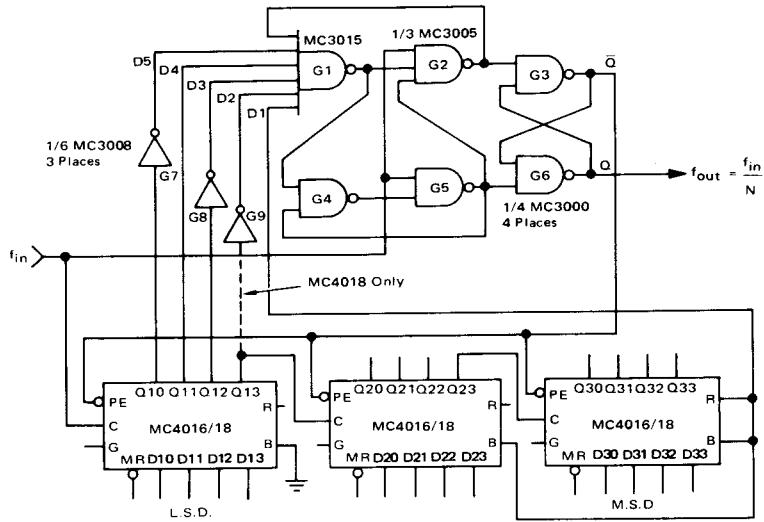 MC3015
1/3 MC3005
D5
D4
D3
D2
D1
G1
G2
G3
Q̄
1/6 MC3008
3 Places
G7
G8
G9
G4
G5
G6
Q
f_out = f_in / N
1/4 MC3000
4 Places
f_in
MC4018 Only
Q10 Q11 Q12 Q13
PE
R
C
MC4016/18
G
B
MR D10 D11 D12 D13
L.S.D.
Q20 Q21 Q22 Q23
PE
R
C
MC4016/18
G
B
MR D20 D21 D22 D23
Q30 Q31 Q32 Q33
PE
R
C
MC4016/18
G
B
MR D30 D31 D32 D33
M.S.D